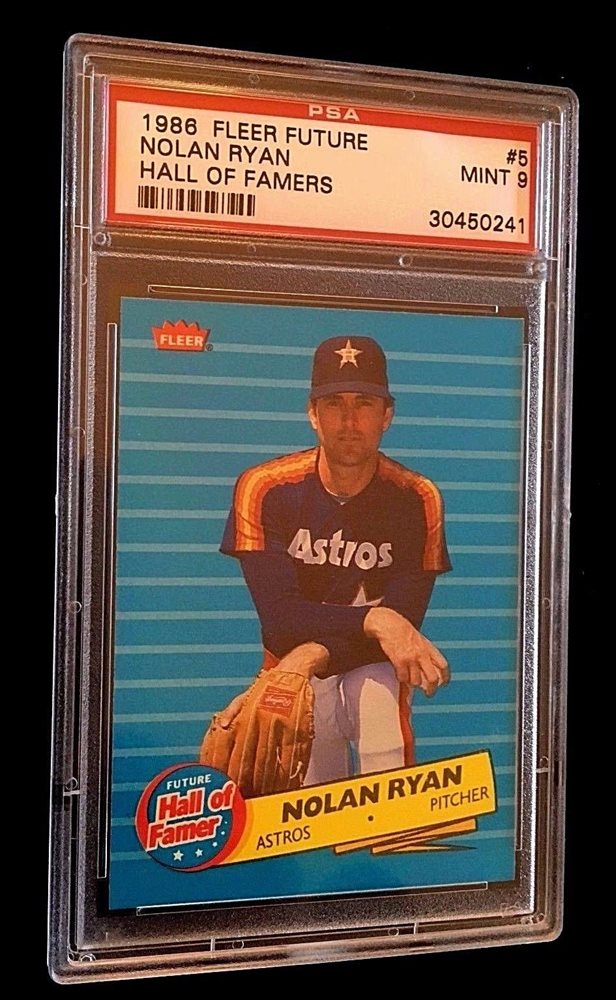 PSA
1986 FLEER FUTURE #5
NOLAN RYAN MINT 9
HALL OF FAMERS
30450241
FLEER
Astros
FUTURE
Hall of
Famer
NOLAN RYAN
ASTROS • PITCHER